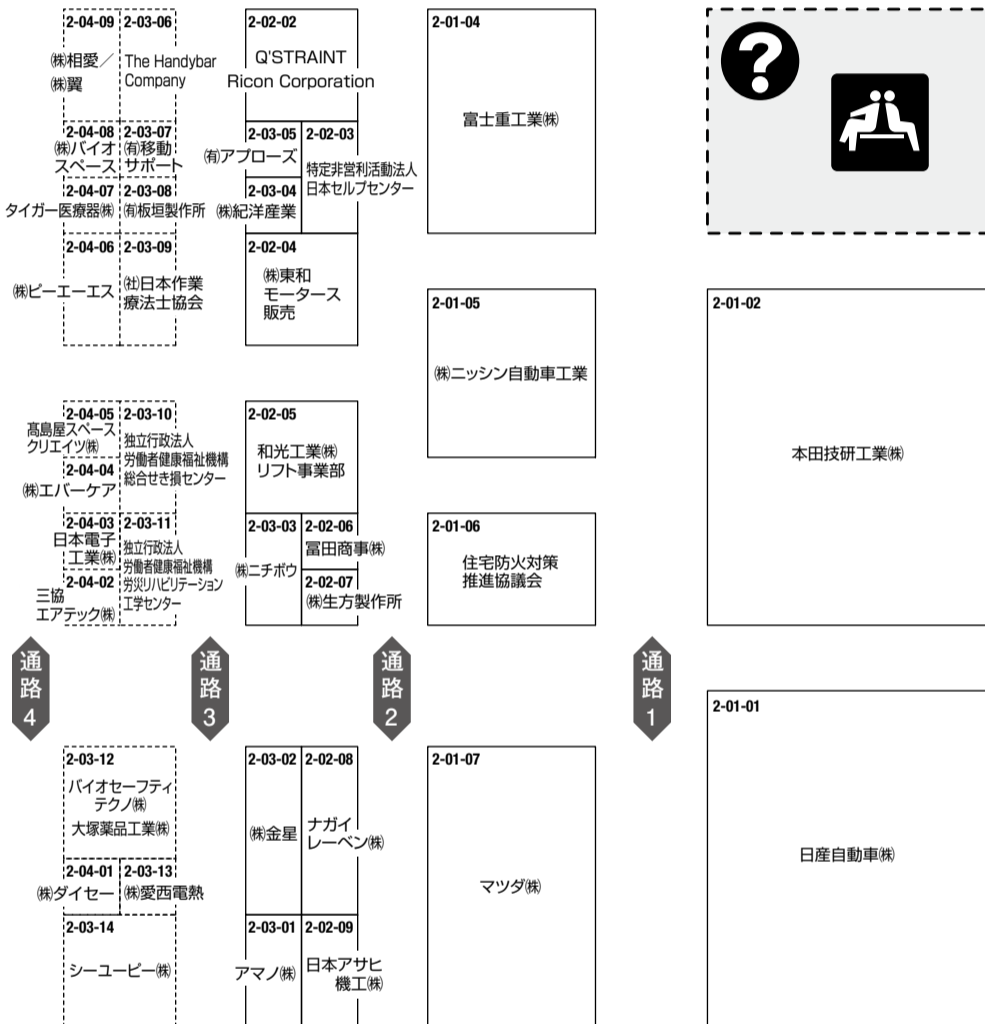 2-04-09
㈱相愛／
㈱翼
2-03-06
The Handybar
Company
2-04-08
㈱バイオ
スペース
2-03-07
㈲移動
サポート
2-04-07
タイガー医療器㈱
2-03-08
㈲板垣製作所
2-04-06
㈱ピーエーエス
2-03-09
㈳日本作業
療法士協会
2-04-05
髙島屋スペース
クリエイツ㈱
2-04-04
㈱エバーケア
2-03-10
独立行政法人
労働者健康福祉機構
総合せき損センター
2-04-03
日本電子
工業㈱
2-04-02
三協
エアテック㈱
2-03-11
独立行政法人
労働者健康福祉機構
労災リハビリテーション
工学センター
通路4
2-03-12
バイオセーフティ
テクノ㈱
大塚薬品工業㈱
2-04-01
㈱ダイセー
2-03-13
㈱愛西電熱
2-03-14
シーユーピー㈱
2-02-02
Q'STRAINT
Ricon Corporation
2-03-05
㈲アプローズ
2-03-04
㈱紀洋産業
2-02-03
特定非営利活動法人
日本セルプセンター
2-02-04
㈱東和
モータース
販売
2-02-05
和光工業㈱
リフト事業部
2-03-03
㈱ニチボウ
2-02-06
冨田商事㈱
2-02-07
㈱生方製作所
通路3
2-03-02
㈱金星
2-02-08
ナガイ
レーベン㈱
2-03-01
アマノ㈱
2-02-09
日本アサヒ
機工㈱
通路2
2-01-04
富士重工業㈱
2-01-05
㈱ニッシン自動車工業
2-01-06
住宅防火対策
推進協議会
2-01-07
マツダ㈱
通路1
?
2-01-02
本田技研工業㈱
2-01-01
日産自動車㈱